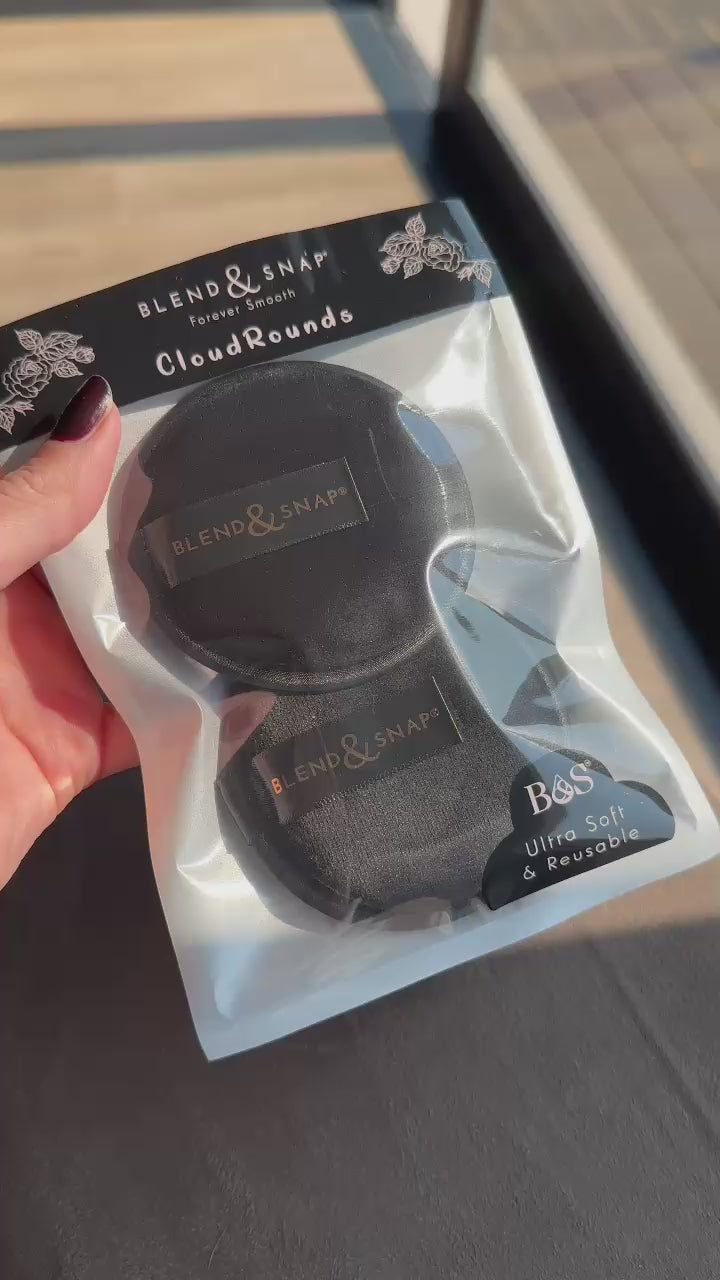 BLEND & SNAP®
Forever Smooth
CloudRounds
BLEND & SNAP®
BLEND & SNAP®
B&S®
Ultra Soft
& Reusable